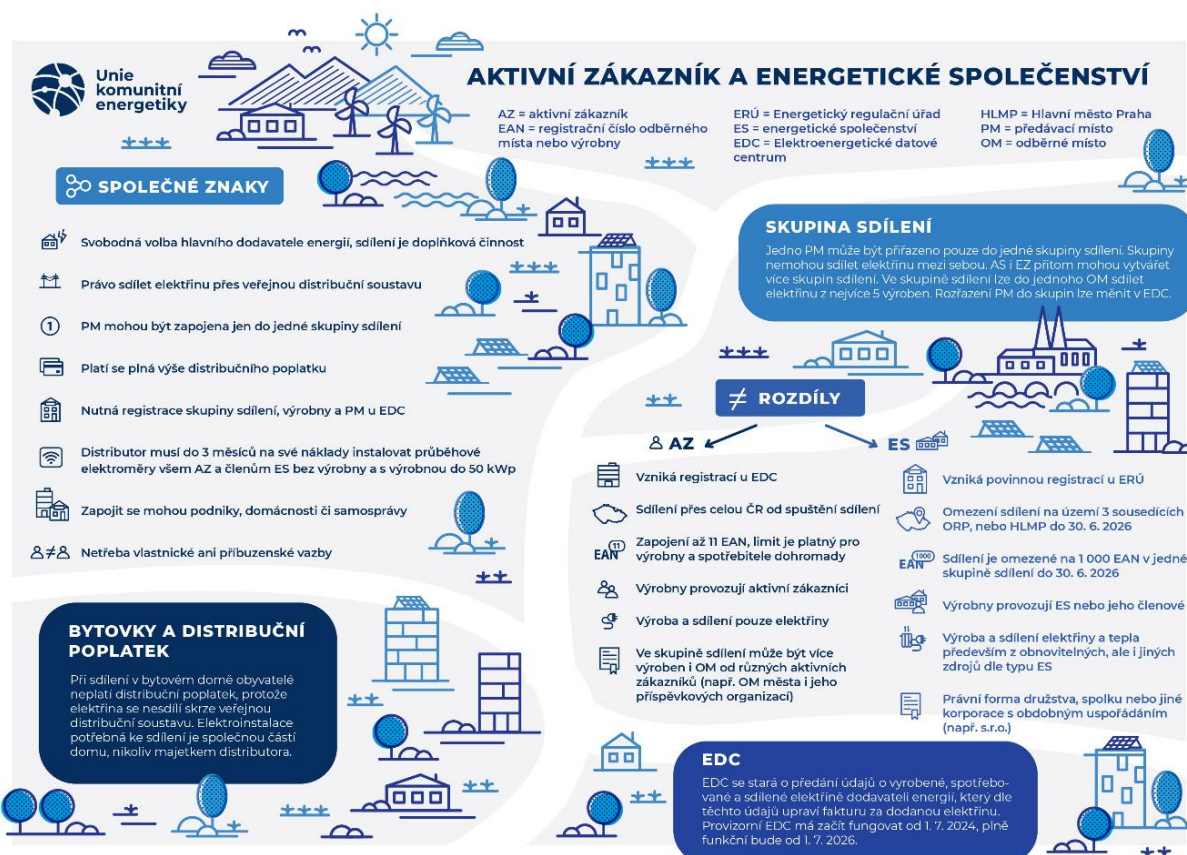 Unie
komunitní
energetiky
AKTIVNÍ ZÁKAZNÍK A ENERGETICKÉ SPOLEČENSTVÍ
AZ = aktivní zákazník
EAN = registrační číslo odběrného
místa nebo výrobny
ERÚ = Energetický regulační úřad
ES = energetické společenství
EDC = Elektroenergetické datové
centrum
HLMP = Hlavní město Praha
PM = předávací místo
OM = odběrné místo
SPOLEČNÉ ZNAKY
Svobodná volba hlavního dodavatele energií, sdílení je doplňková činnost
Právo sdílet elektřinu přes veřejnou distribuční soustavu
1
PM mohou být zapojena jen do jedné skupiny sdílení
Platí se plná výše distribučního poplatku
Nutná registrace skupiny sdílení, výrobny a PM u EDC
Distributor musí do 3 měsíců na své náklady instalovat průběhové
elektroměry všem AZ a členům ES bez výrobny a s výrobnou do 50 kWp
Zapojit se mohou podniky, domácnosti či samosprávy
Netřeba vlastnické ani příbuzenské vazby
SKUPINA SDÍLENÍ
Jedno PM může být přiřazeno pouze do jedné skupiny sdílení. Skupiny
nemohou sdílet elektřinu mezi sebou. AS i EZ přitom mohou vytvářet
více skupin sdílení. Ve skupině sdílení lze do jednoho OM sdílet
elektřinu z nejvíce 5 výroben. Rozřazení PM do skupin lze měnit v EDC.
≠ ROZDÍLY
AZ
Vzniká registrací u EDC
Sdílení přes celou ČR od spuštění sdílení
EAN 11
Zapojení až 11 EAN, limit je platný pro
výrobny a spotřebitele dohromady
Výrobny provozují aktivní zákazníci
Výroba a sdílení pouze elektřiny
Ve skupině sdílení může být více
výroben i OM od různých aktivních
zákazníků (např. OM města i jeho
příspěvkových organizací)
ES
Vzniká povinnou registrací u ERÚ
Omezení sdílení na území 3 sousedících
ORP, nebo HLMP do 30. 6. 2026
EAN 1000
Sdílení je omezené na 1 000 EAN v jedné
skupině sdílení do 30. 6. 2026
Výrobny provozují ES nebo jeho členové
Výroba a sdílení elektřiny a tepla
především z obnovitelných, ale i jiných
zdrojů dle typu ES
Právní forma družstva, spolku nebo jiné
korporace s obdobným uspořádáním
(např. s.r.o.)
BYTOVKY A DISTRIBUČNÍ
POPLATEK
Při sdílení v bytovém domě obyvatelé
neplatí distribuční poplatek, protože
elektřina se nesdílí skrze veřejnou
distribuční soustavu. Elektroinstalace
potřebná ke sdílení je společnou částí
domu, nikoliv majetkem distributora.
EDC
EDC se stará o předání údajů o vyrobené, spotřebo-
vané a sdílené elektřině dodavateli energií, který dle
těchto údajů upraví fakturu za dodanou elektřinu.
Provizorní EDC má začít fungovat od 1. 7. 2024, plně
funkční bude od 1. 7. 2026.